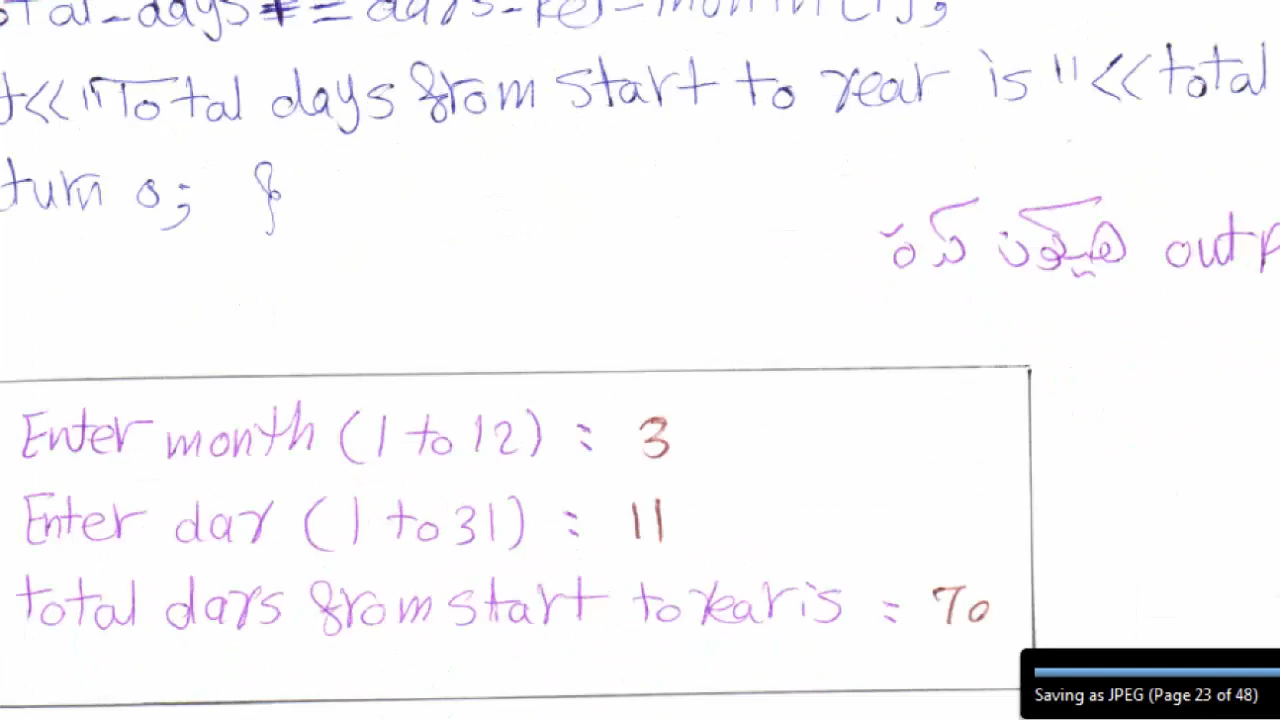 total_days += days_per_month[i];
t<<"Total days from start to year is "<<total
turn 0; }
outp
Enter month (1 to 12) : 3
Enter day (1 to 31) : 11
total days from start to year is = 70
Saving as JPEG (Page 23 of 48)